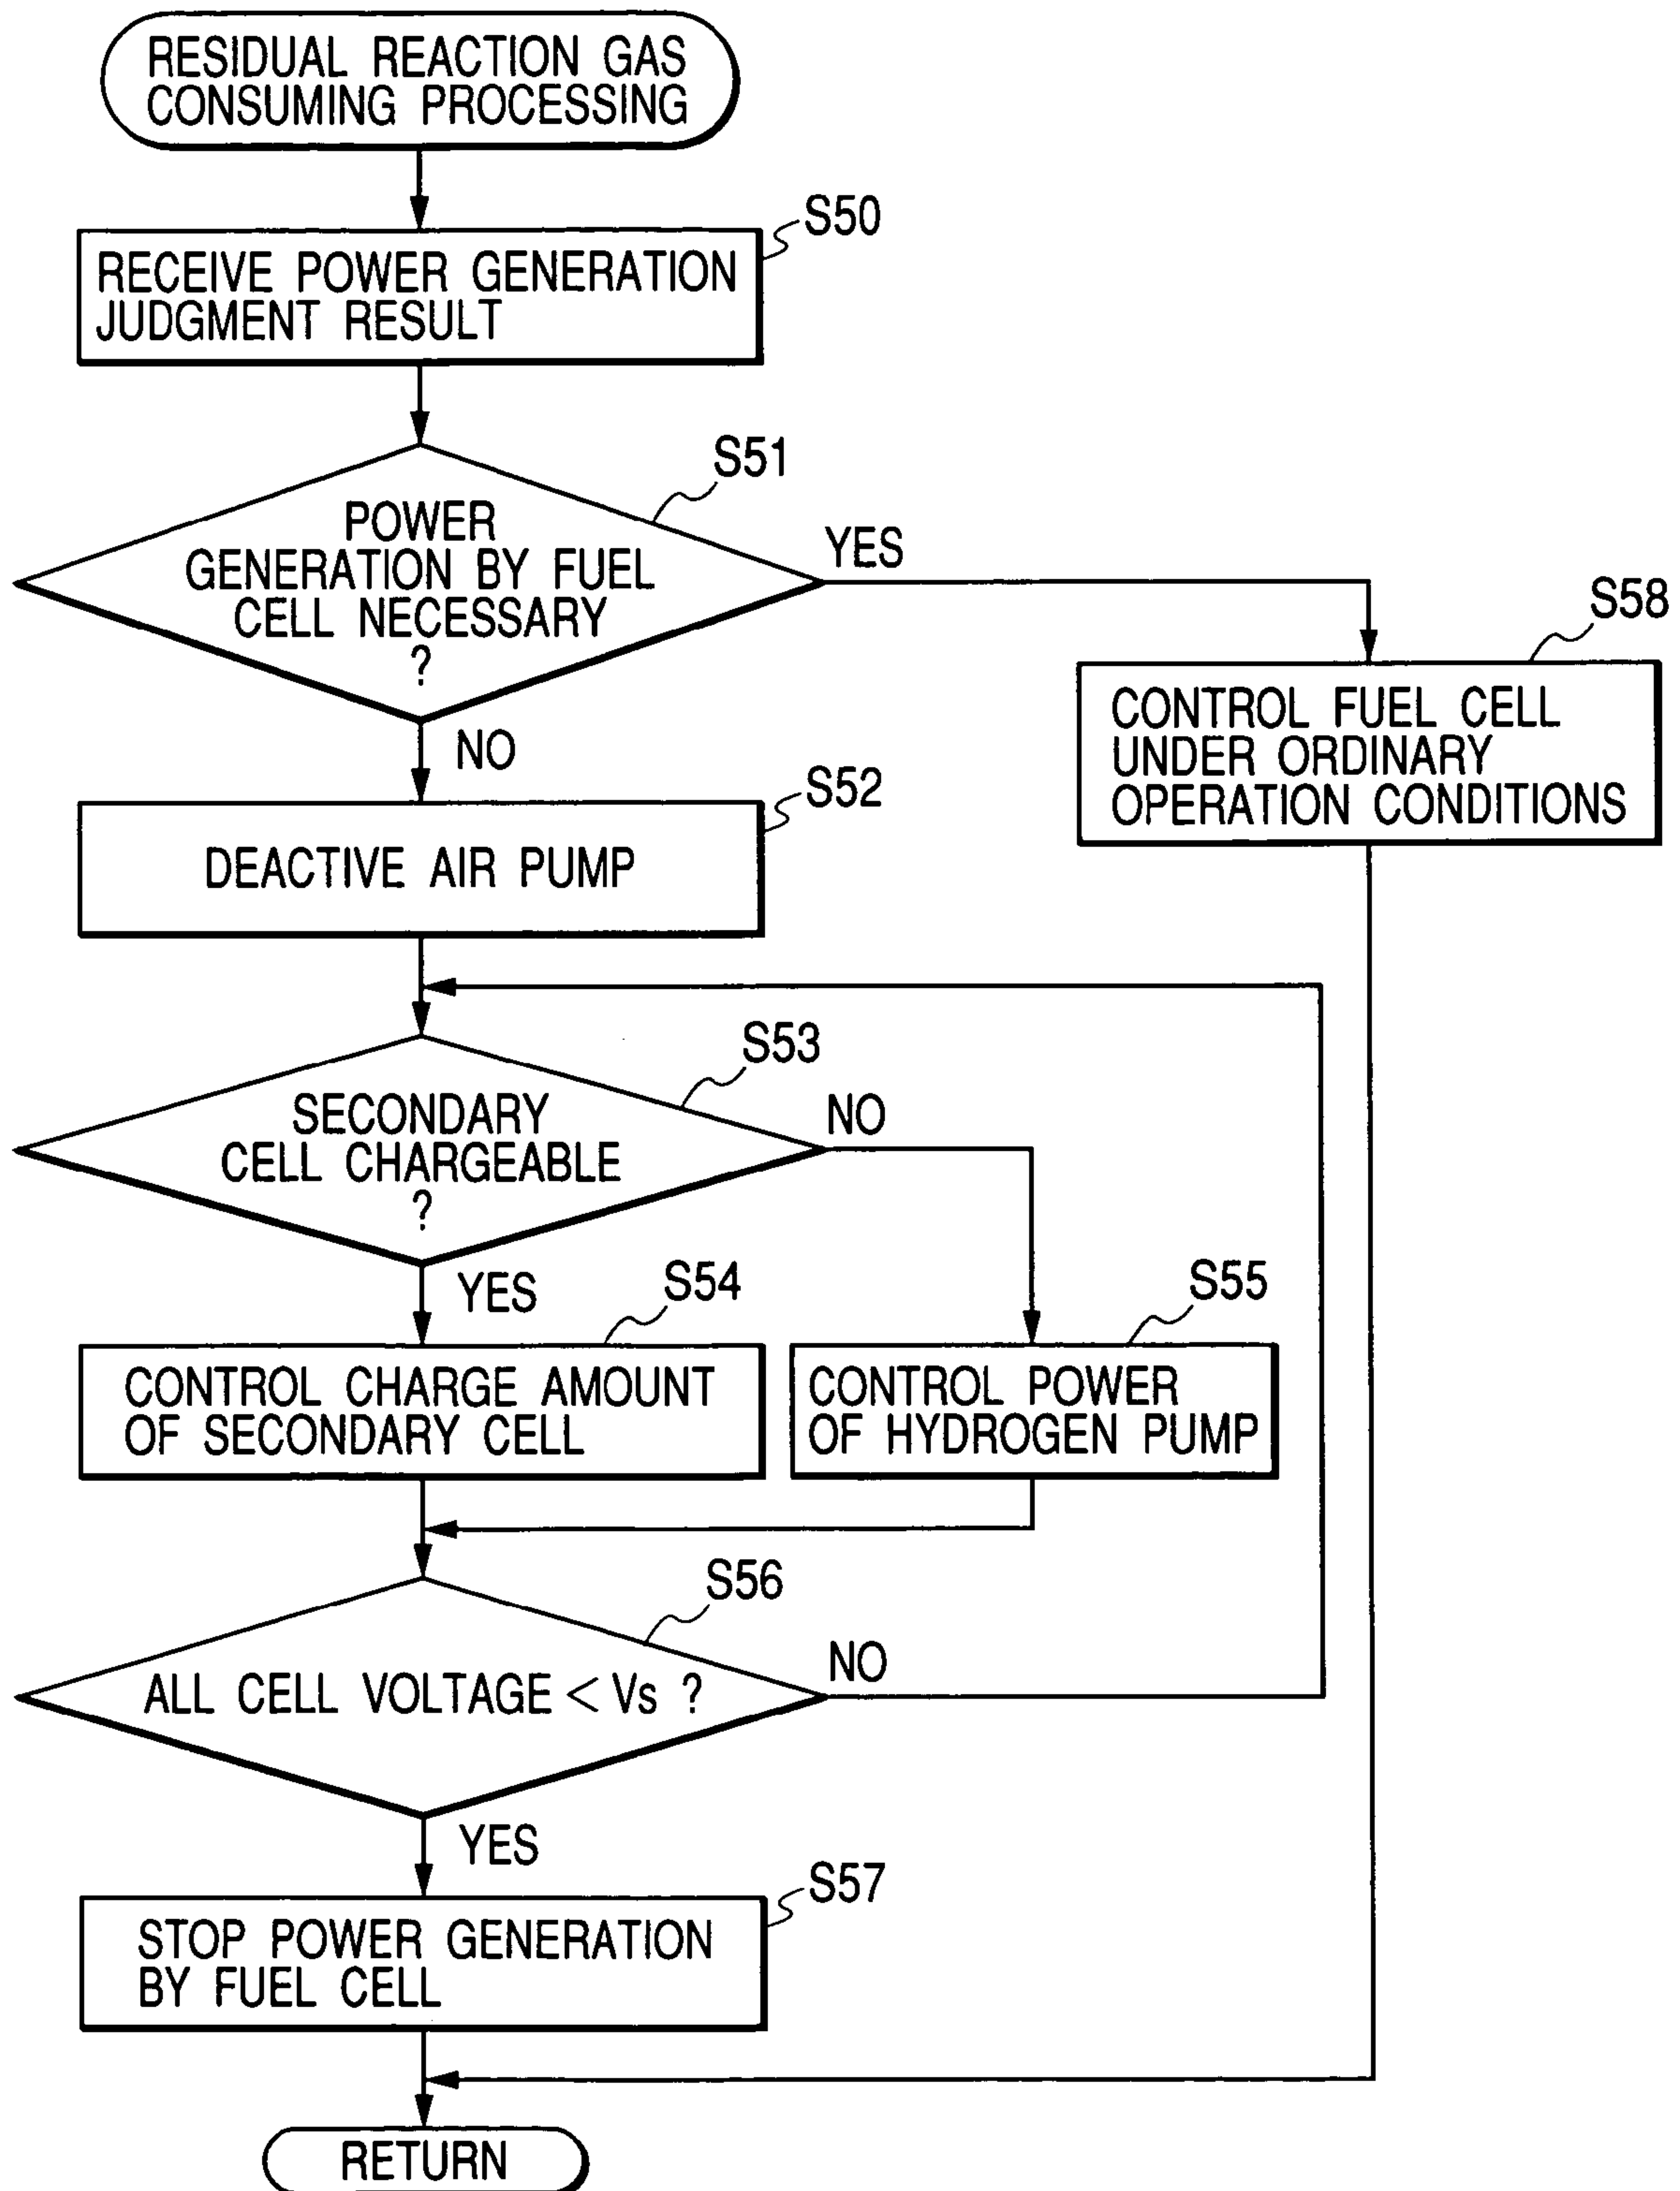 RESIDUAL REACTION GAS
CONSUMING PROCESSING
S50
RECEIVE POWER GENERATION
JUDGMENT RESULT
S51
POWER
GENERATION BY FUEL
CELL NECESSARY
?
YES
NO
S58
CONTROL FUEL CELL
UNDER ORDINARY
OPERATION CONDITIONS
S52
DEACTIVE AIR PUMP
S53
SECONDARY
CELL CHARGEABLE
?
NO
YES
S54
CONTROL CHARGE AMOUNT
OF SECONDARY CELL
S55
CONTROL POWER
OF HYDROGEN PUMP
S56
ALL CELL VOLTAGE < Vs ?
NO
YES
S57
STOP POWER GENERATION
BY FUEL CELL
RETURN